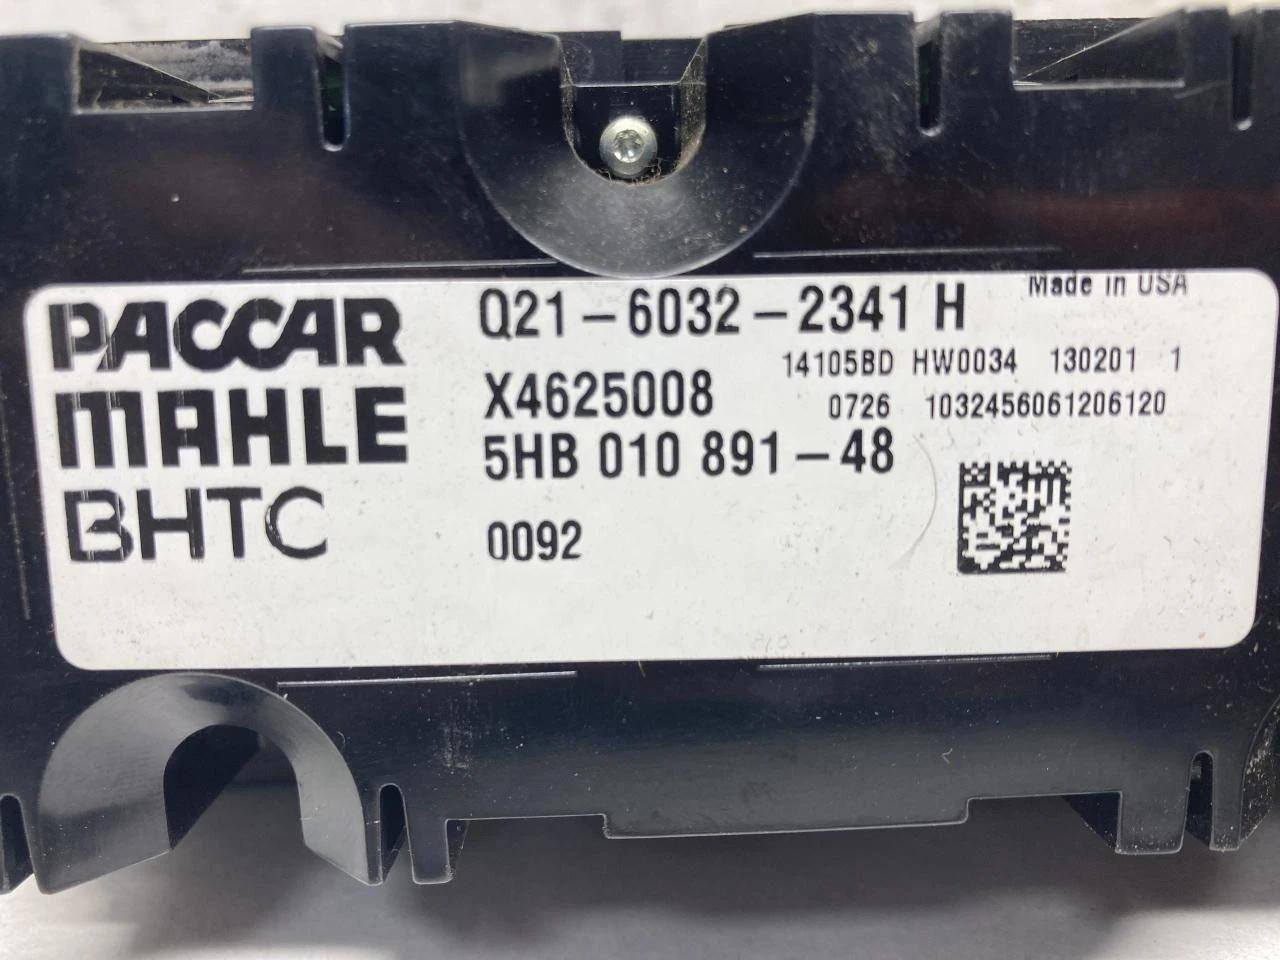 PACCAR
MAHLE
BHTC
Made in USA
Q21-6032-2341 H
14105BD HW0034 130201 1
X4625008
0726 1032456061206120
5HB 010 891-48
0092